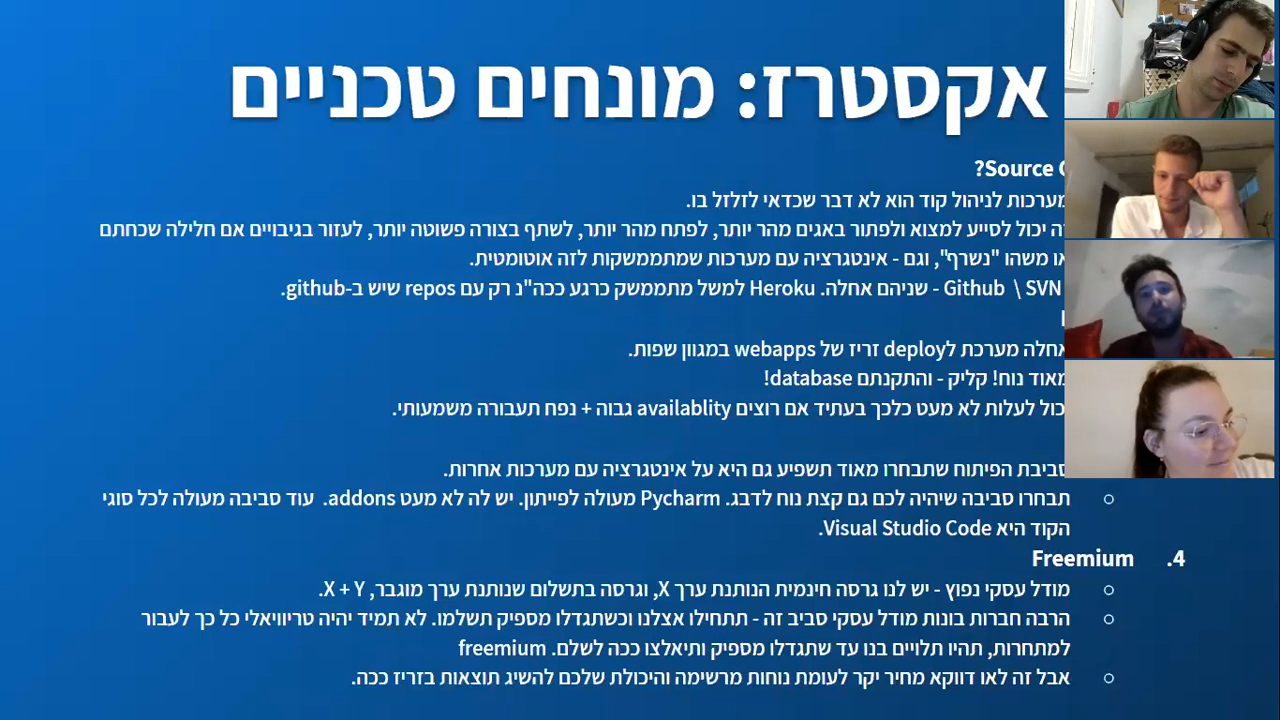 אקסטרז: מונחים טכניים
Source?
מערכות לניהול קוד הוא לא דבר שכדאי לזלזל בו.
יכול לסייע למצוא ולפתור באגים מהר יותר, לפתח מהר יותר, לשתף בצורה פשוטה יותר, לעזור בגיבויים אם חלילה שכחתם
או משהו "נשרף", וגם - אינטגרציה עם מערכות שמתממשקות לזה אוטומטית.
Github \ SVN - שניהם אחלה. Heroku למשל מתממשק כרגע ככה"נ רק עם repos שיש ב-github.
אחלה מערכת לdeploy זריז של webapps במגוון שפות.
מאוד נוח! קליק - והתקנתם database!
יכול לעלות לא מעט כלכך בעתיד אם רוצים availablity גבוה + נפח תעבורה משמעותי.
סביבת הפיתוח שתבחרו מאוד תשפיע גם היא על אינטגרציה עם מערכות אחרות.
○ תבחרו סביבה שיהיה לכם גם קצת נוח לדבג. Pycharm מעולה לפייתון. יש לה לא מעט addons. עוד סביבה מעולה לכל סוגי
הקוד היא Visual Studio Code.
4. Freemium
○ מודל עסקי נפוץ - יש לנו גרסה חינמית הנותנת ערך X, וגרסה בתשלום שנותנת ערך מוגבר, X + Y.
○ הרבה חברות בונות מודל עסקי סביב זה - תתחילו אצלנו וכשתגדלו מספיק תשלמו. לא תמיד יהיה טריוויאלי כל כך לעבור
למתחרות, תהיו תלויים בנו עד שתגדלו מספיק ותיאלצו ככה לשלם. freemium
○ אבל זה לאו דווקא מחיר יקר לעומת נוחות מרשימה והיכולת שלכם להשיג תוצאות בזריז ככה.